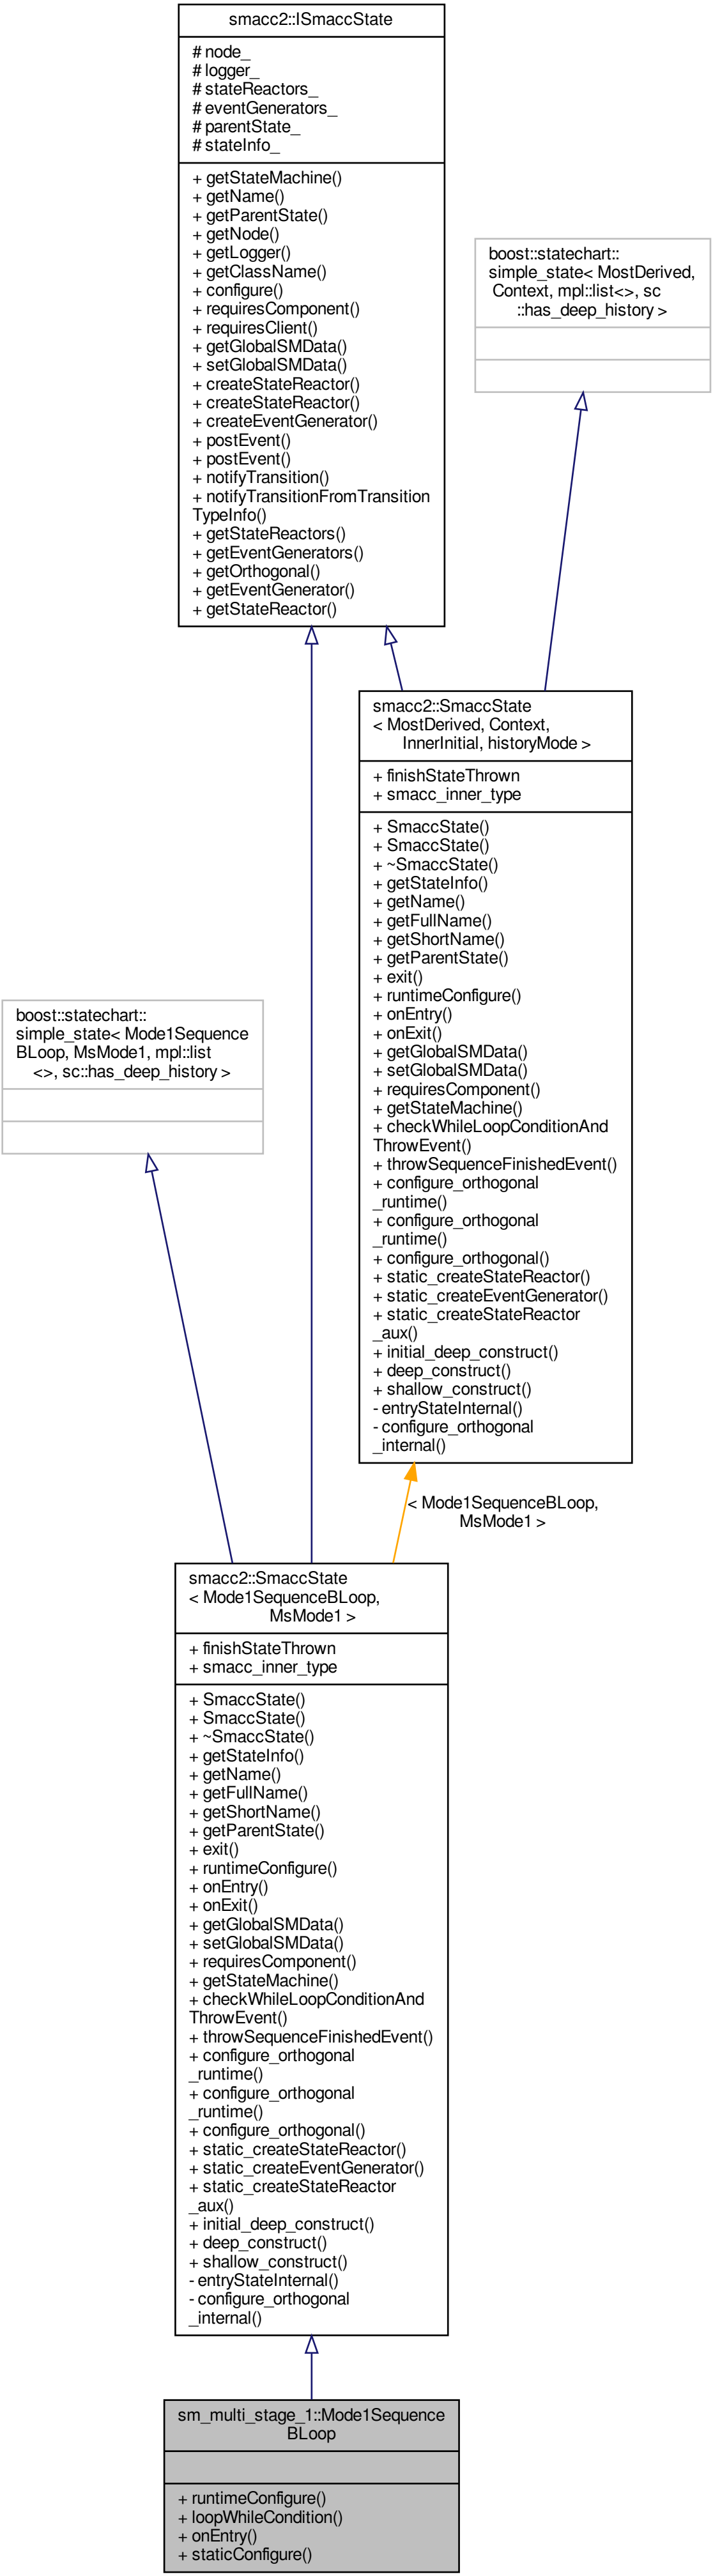 smacc2::ISmaccState
# node_
# logger_
# stateReactors_
# eventGenerators_
# parentState_
# stateInfo_
+ getStateMachine()
+ getName()
+ getParentState()
+ getNode()
+ getLogger()
+ getClassName()
+ configure()
+ requiresComponent()
+ requiresClient()
+ getGlobalSMData()
+ setGlobalSMData()
+ createStateReactor()
+ createStateReactor()
+ createEventGenerator()
+ postEvent()
+ postEvent()
+ notifyTransition()
+ notifyTransitionFromTransition
TypeInfo()
+ getStateReactors()
+ getEventGenerators()
+ getOrthogonal()
+ getEventGenerator()
+ getStateReactor()
boost::statechart::
simple_state< MostDerived,
Context, mpl::list<>, sc
::has_deep_history >
smacc2::SmaccState
< MostDerived, Context,
InnerInitial, historyMode >
+ finishStateThrown
+ smacc_inner_type
+ SmaccState()
+ SmaccState()
+ ~SmaccState()
+ getStateInfo()
+ getName()
+ getFullName()
+ getShortName()
+ getParentState()
+ exit()
+ runtimeConfigure()
+ onEntry()
+ onExit()
+ getGlobalSMData()
+ setGlobalSMData()
+ requiresComponent()
+ getStateMachine()
+ checkWhileLoopConditionAnd
ThrowEvent()
+ throwSequenceFinishedEvent()
+ configure_orthogonal
_runtime()
+ configure_orthogonal
_runtime()
+ configure_orthogonal()
+ static_createStateReactor()
+ static_createEventGenerator()
+ static_createStateReactor
_aux()
+ initial_deep_construct()
+ deep_construct()
+ shallow_construct()
- entryStateInternal()
- configure_orthogonal
_internal()
boost::statechart::
simple_state< Mode1Sequence
BLoop, MsMode1, mpl::list
<>, sc::has_deep_history >
< Mode1SequenceBLoop,
MsMode1 >
smacc2::SmaccState
< Mode1SequenceBLoop,
MsMode1 >
+ finishStateThrown
+ smacc_inner_type
+ SmaccState()
+ SmaccState()
+ ~SmaccState()
+ getStateInfo()
+ getName()
+ getFullName()
+ getShortName()
+ getParentState()
+ exit()
+ runtimeConfigure()
+ onEntry()
+ onExit()
+ getGlobalSMData()
+ setGlobalSMData()
+ requiresComponent()
+ getStateMachine()
+ checkWhileLoopConditionAnd
ThrowEvent()
+ throwSequenceFinishedEvent()
+ configure_orthogonal
_runtime()
+ configure_orthogonal
_runtime()
+ configure_orthogonal()
+ static_createStateReactor()
+ static_createEventGenerator()
+ static_createStateReactor
_aux()
+ initial_deep_construct()
+ deep_construct()
+ shallow_construct()
- entryStateInternal()
- configure_orthogonal
_internal()
sm_multi_stage_1::Mode1Sequence
BLoop
+ runtimeConfigure()
+ loopWhileCondition()
+ onEntry()
+ staticConfigure()